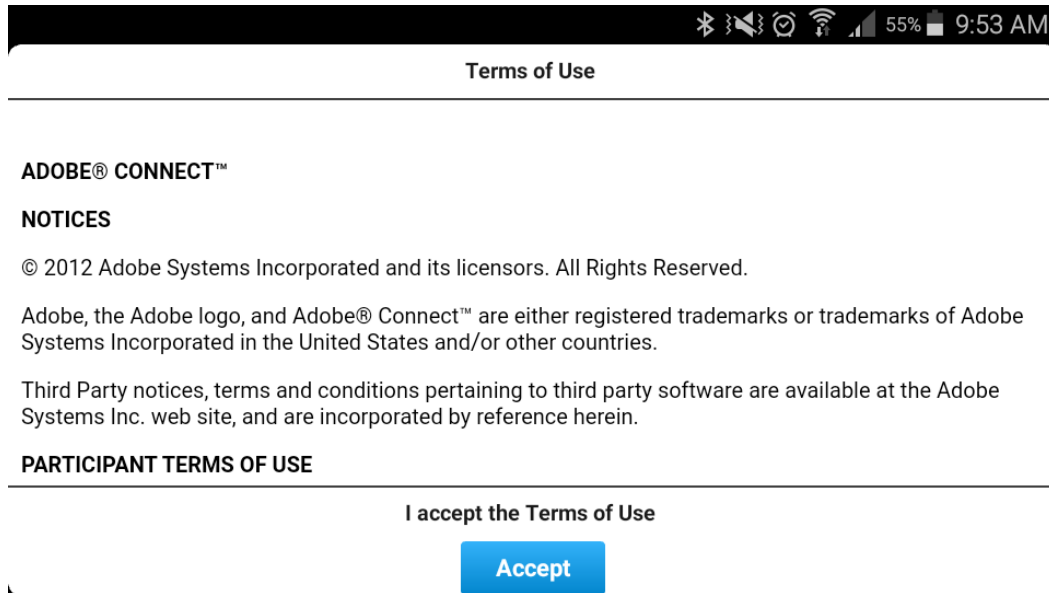 55% 9:53 AM
Terms of Use
ADOBE® CONNECT™
NOTICES
© 2012 Adobe Systems Incorporated and its licensors. All Rights Reserved.
Adobe, the Adobe logo, and Adobe® Connect™ are either registered trademarks or trademarks of Adobe
Systems Incorporated in the United States and/or other countries.
Third Party notices, terms and conditions pertaining to third party software are available at the Adobe
Systems Inc. web site, and are incorporated by reference herein.
PARTICIPANT TERMS OF USE
I accept the Terms of Use
Accept